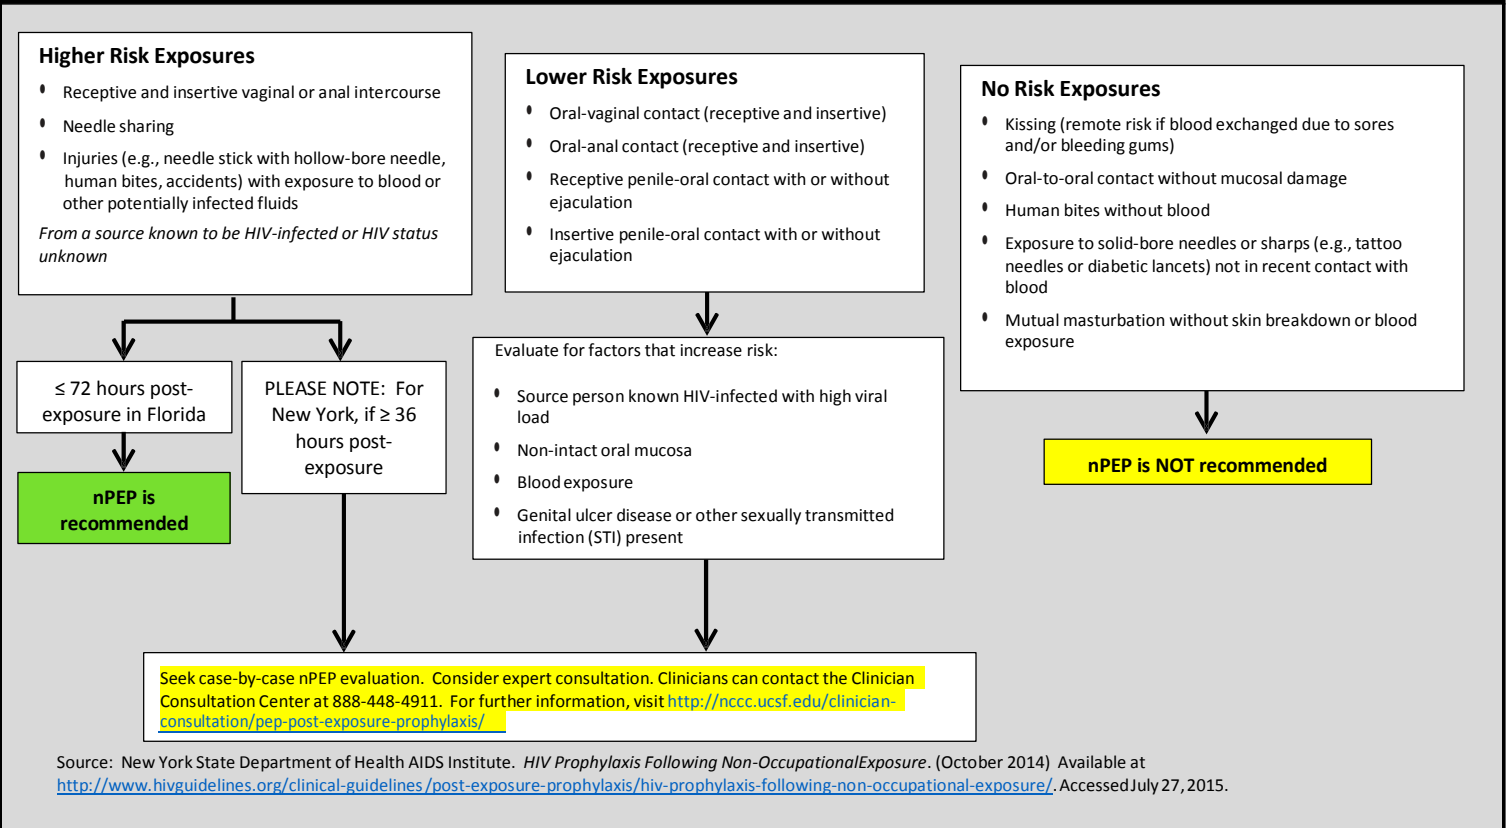 Higher Risk Exposures
• Receptive and insertive vaginal or anal intercourse
• Needle sharing
• Injuries (e.g., needle stick with hollow-bore needle,
human bites, accidents) with exposure to blood or
other potentially infected fluids
From a source known to be HIV-infected or HIV status
unknown
Lower Risk Exposures
• Oral-vaginal contact (receptive and insertive)
• Oral-anal contact (receptive and insertive)
• Receptive penile-oral contact with or without
ejaculation
• Insertive penile-oral contact with or without
ejaculation
No Risk Exposures
• Kissing (remote risk if blood exchanged due to sores
and/or bleeding gums)
• Oral-to-oral contact without mucosal damage
• Human bites without blood
• Exposure to solid-bore needles or sharps (e.g., tattoo
needles or diabetic lancets) not in recent contact with
blood
• Mutual masturbation without skin breakdown or blood
exposure
≤ 72 hours post-
exposure in Florida
PLEASE NOTE: For
New York, if ≥ 36
hours post-
exposure
Evaluate for factors that increase risk:
• Source person known HIV-infected with high viral
load
• Non-intact oral mucosa
• Blood exposure
• Genital ulcer disease or other sexually transmitted
infection (STI) present
nPEP is NOT recommended
nPEP is
recommended
Seek case-by-case nPEP evaluation. Consider expert consultation. Clinicians can contact the Clinician
Consultation Center at 888-448-4911. For further information, visit http://nccc.ucsf.edu/clinician-
consultation/pep-post-exposure-prophylaxis/
Source: New York State Department of Health AIDS Institute. HIV Prophylaxis Following Non-OccupationalExposure. (October 2014) Available at
http://www.hivguidelines.org/clinical-guidelines/post-exposure-prophylaxis/hiv-prophylaxis-following-non-occupational-exposure/. Accessed July 27, 2015.